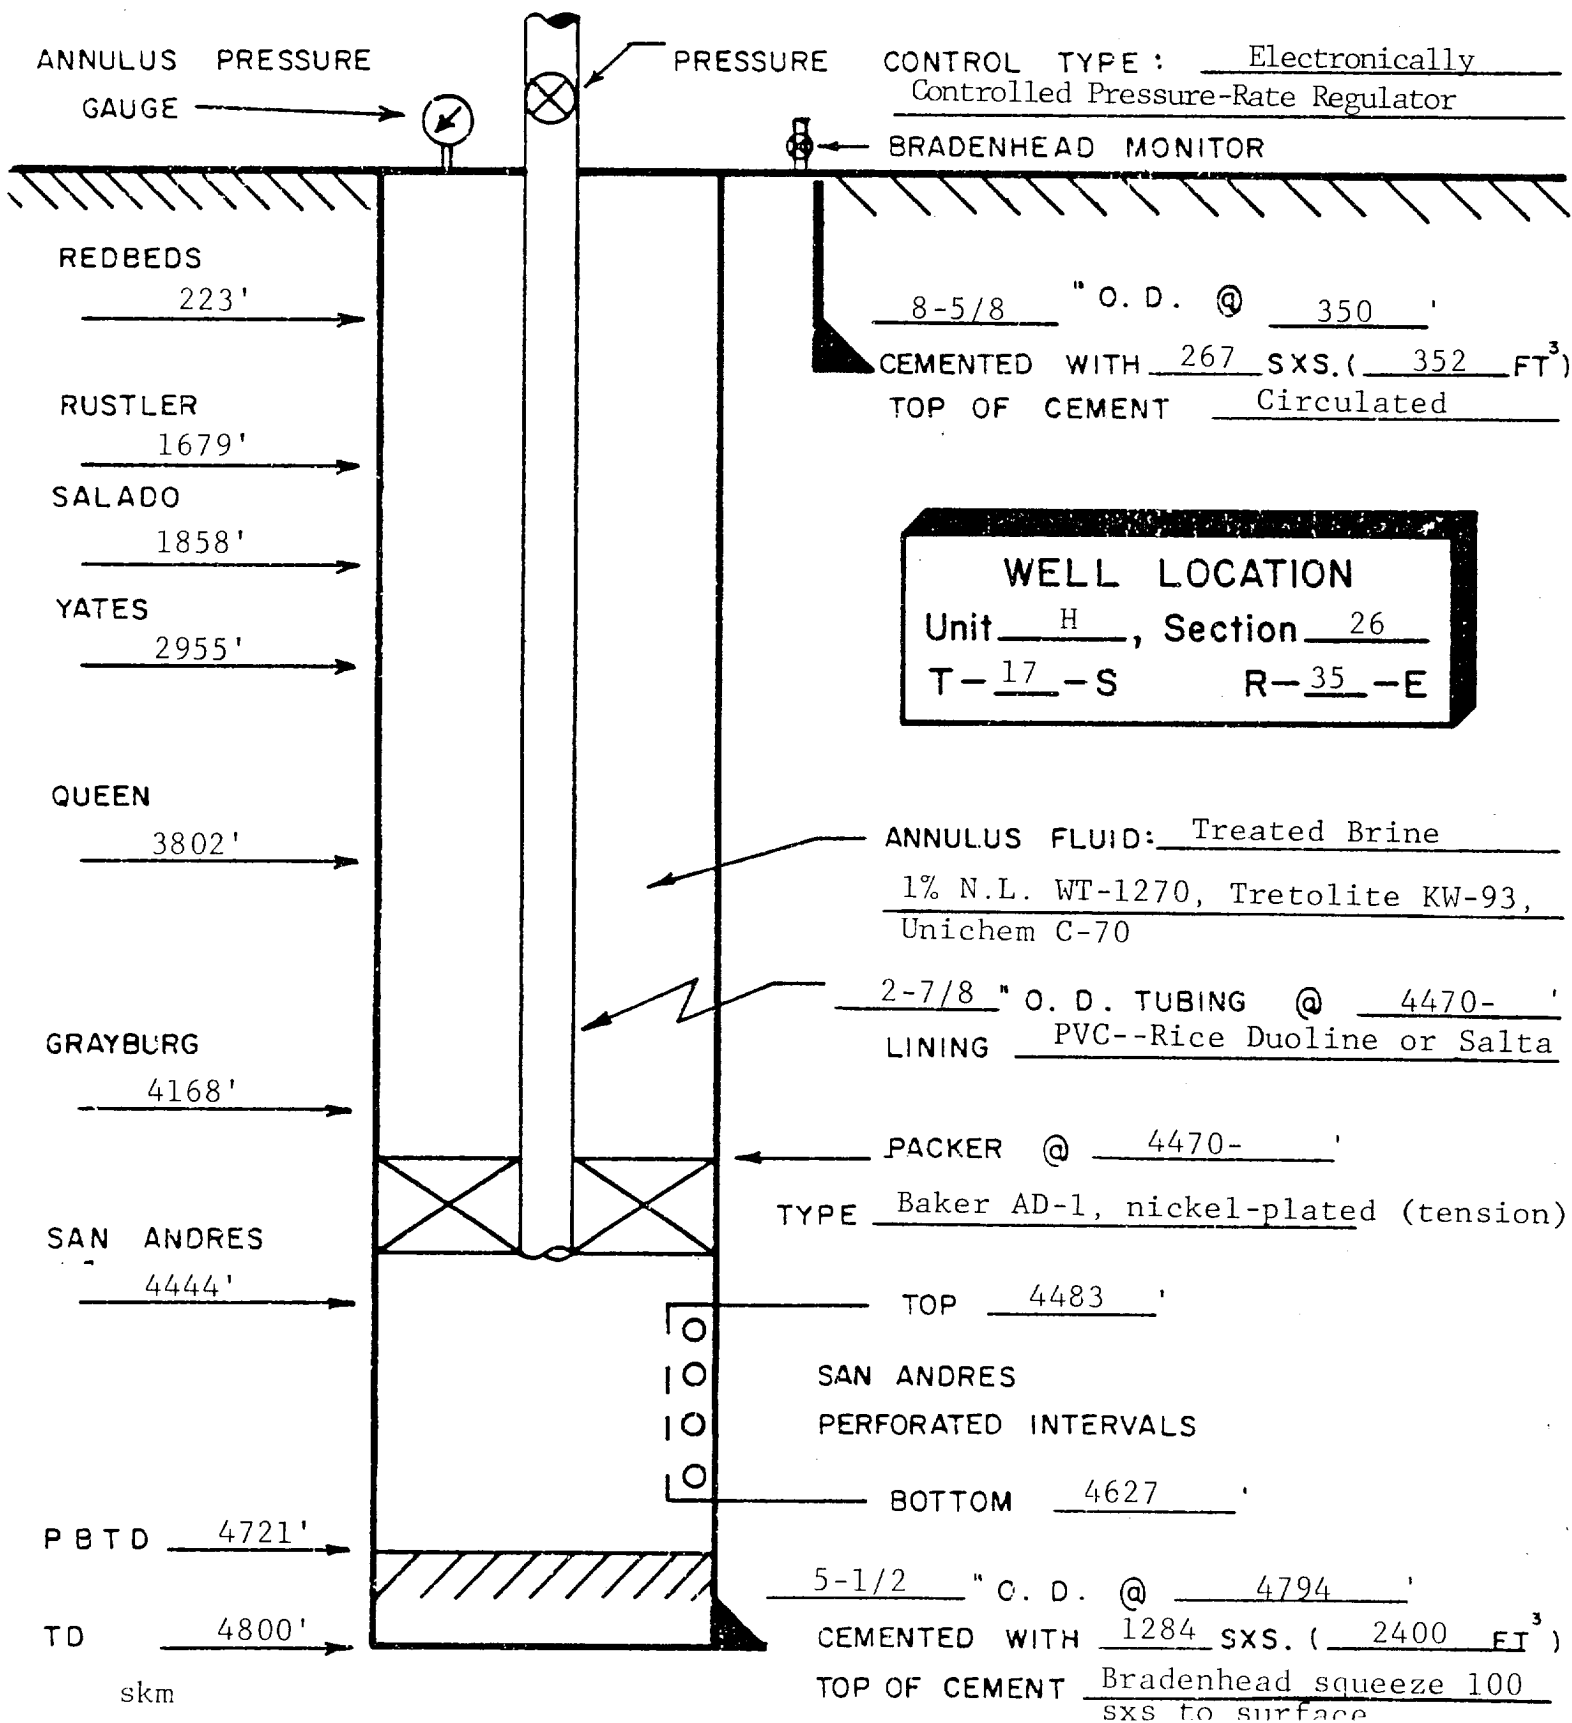 ANNULUS PRESSURE
GAUGE
PRESSURE CONTROL TYPE: Electronically
Controlled Pressure-Rate Regulator
BRADENHEAD MONITOR
REDBEDS
223'
8-5/8 " O. D. @ 350 '
CEMENTED WITH 267 SXS. ( 352 FT³)
TOP OF CEMENT Circulated
RUSTLER
1679'
SALADO
1858'
YATES
2955'
WELL LOCATION
Unit H, Section 26
T-17-S R-35-E
QUEEN
3802'
ANNULUS FLUID: Treated Brine
1% N.L. WT-1270, Tretolite KW-93,
Unichem C-70
2-7/8 " O. D. TUBING @ 4470- '
LINING PVC--Rice Duoline or Salta
GRAYBURG
4168'
PACKER @ 4470- '
TYPE Baker AD-1, nickel-plated (tension)
SAN ANDRES
4444'
TOP 4483 '
SAN ANDRES
PERFORATED INTERVALS
BOTTOM 4627 '
PBTD 4721'
5-1/2 " O. D. @ 4794 '
TD 4800'
CEMENTED WITH 1284 SXS. ( 2400 FT³)
TOP OF CEMENT Bradenhead squeeze 100
sxs to surface
skm